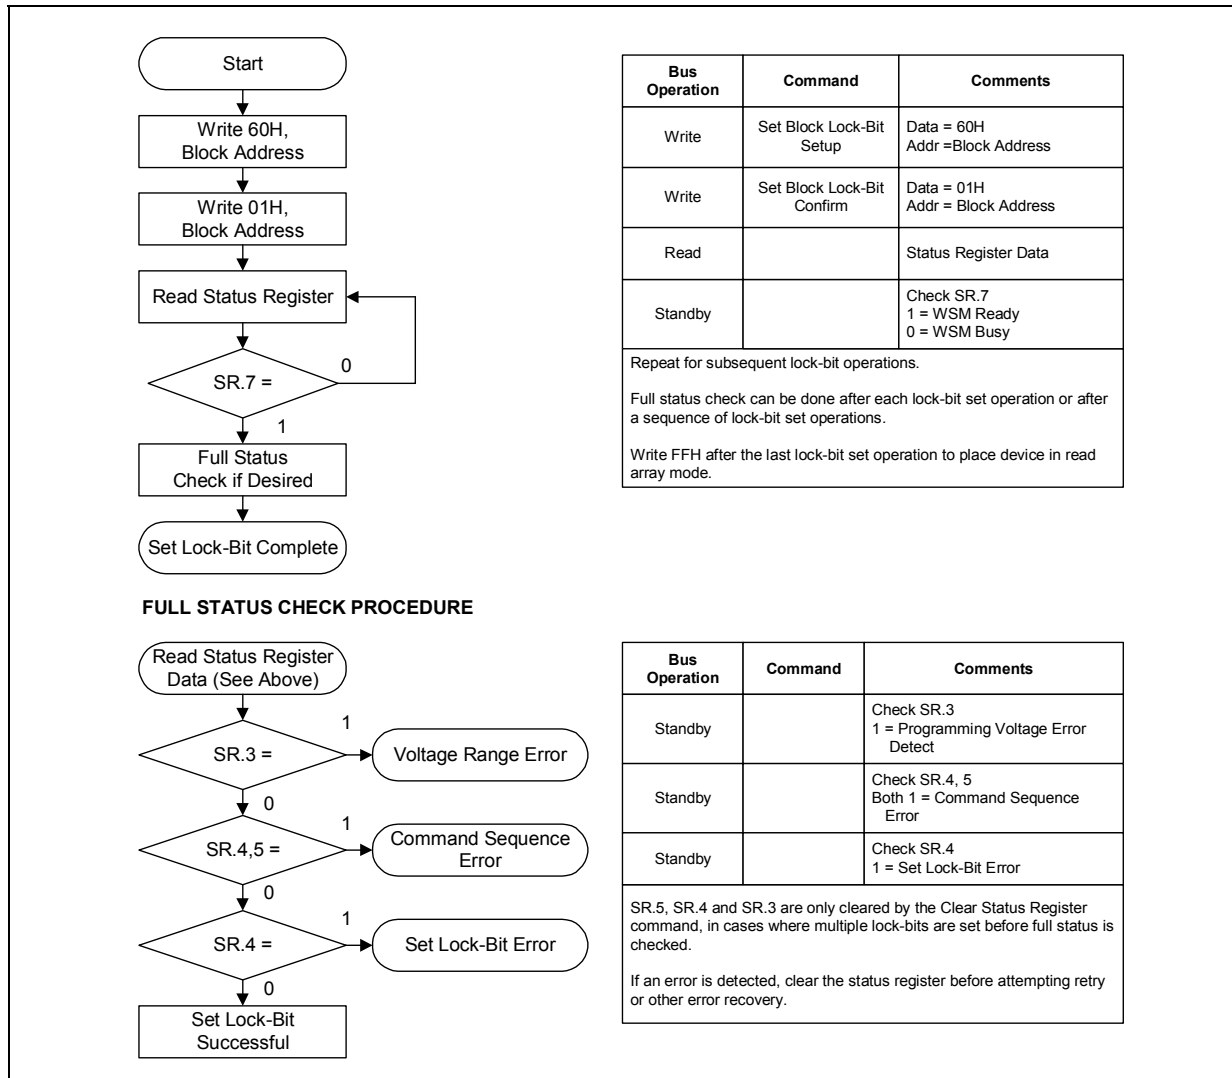 Start
Write 60H,
Block Address
Write 01H,
Block Address
Read Status Register
SR.7 =
0
1
Full Status
Check if Desired
Set Lock-Bit Complete
Bus
Operation
Command
Comments
Write
Set Block Lock-Bit
Setup
Data = 60H
Addr =Block Address
Write
Set Block Lock-Bit
Confirm
Data = 01H
Addr = Block Address
Read
Status Register Data
Standby
Check SR.7
1 = WSM Ready
0 = WSM Busy
Repeat for subsequent lock-bit operations.
Full status check can be done after each lock-bit set operation or after
a sequence of lock-bit set operations.
Write FFH after the last lock-bit set operation to place device in read
array mode.
FULL STATUS CHECK PROCEDURE
Read Status Register
Data (See Above)
SR.3 =
1
Voltage Range Error
0
SR.4,5 =
1
Command Sequence
Error
0
SR.4 =
1
Set Lock-Bit Error
0
Set Lock-Bit
Successful
Bus
Operation
Command
Comments
Standby
Check SR.3
1 = Programming Voltage Error
Detect
Standby
Check SR.4, 5
Both 1 = Command Sequence
Error
Standby
Check SR.4
1 = Set Lock-Bit Error
SR.5, SR.4 and SR.3 are only cleared by the Clear Status Register
command, in cases where multiple lock-bits are set before full status is
checked.
If an error is detected, clear the status register before attempting retry
or other error recovery.